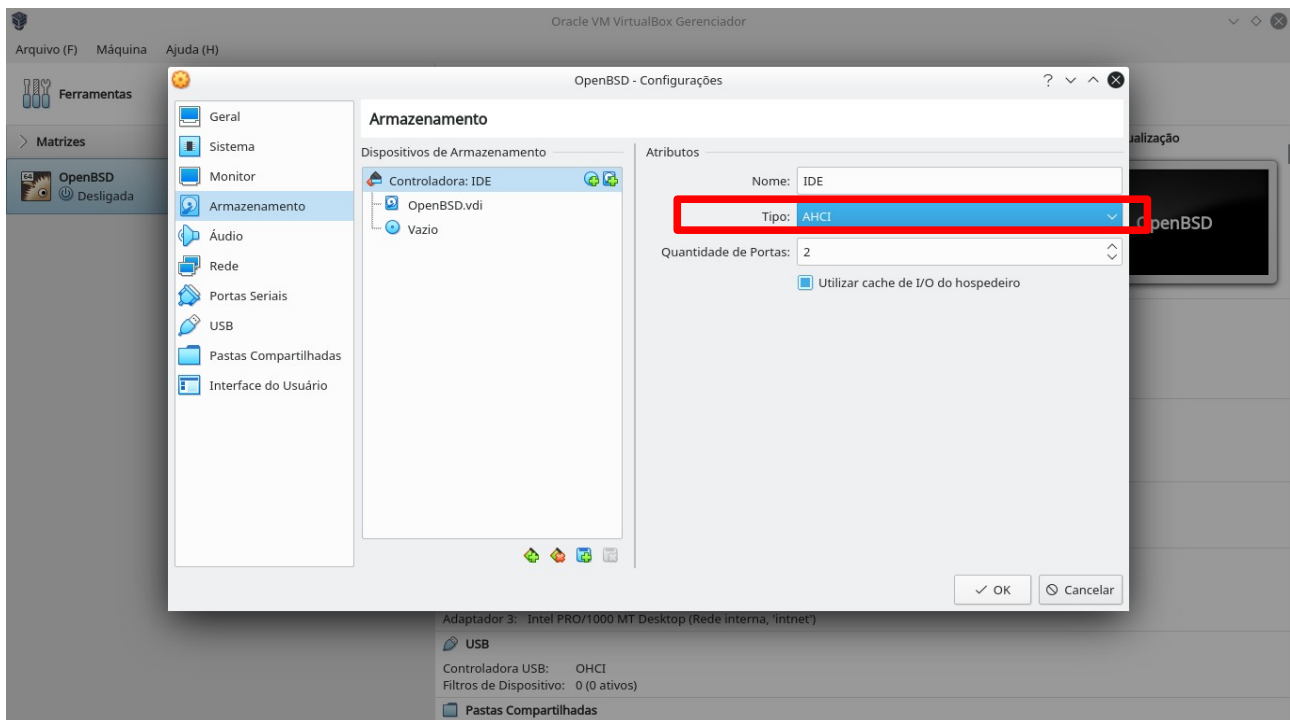 Oracle VM VirtualBox Gerenciador
Arquivo (F) Máquina Ajuda (H)
Ferramentas
Matrizes
64
OpenBSD
Desligada
OpenBSD - Configurações
?
Geral
Sistema
Monitor
Armazenamento
Áudio
Rede
Portas Seriais
USB
Pastas Compartilhadas
Interface do Usuário
Armazenamento
Dispositivos de Armazenamento
Controladora: IDE
OpenBSD.vdi
Vazio
Atributos
Nome: IDE
Tipo: AHCI
Quantidade de Portas: 2
Utilizar cache de I/O do hospedeiro
OK
Cancelar
ualização
OpenBSD
Adaptador 3: Intel PRO/1000 MT Desktop (Rede interna, 'intnet')
USB
Controladora USB: OHCI
Filtros de Dispositivo: 0 (0 ativos)
Pastas Compartilhadas